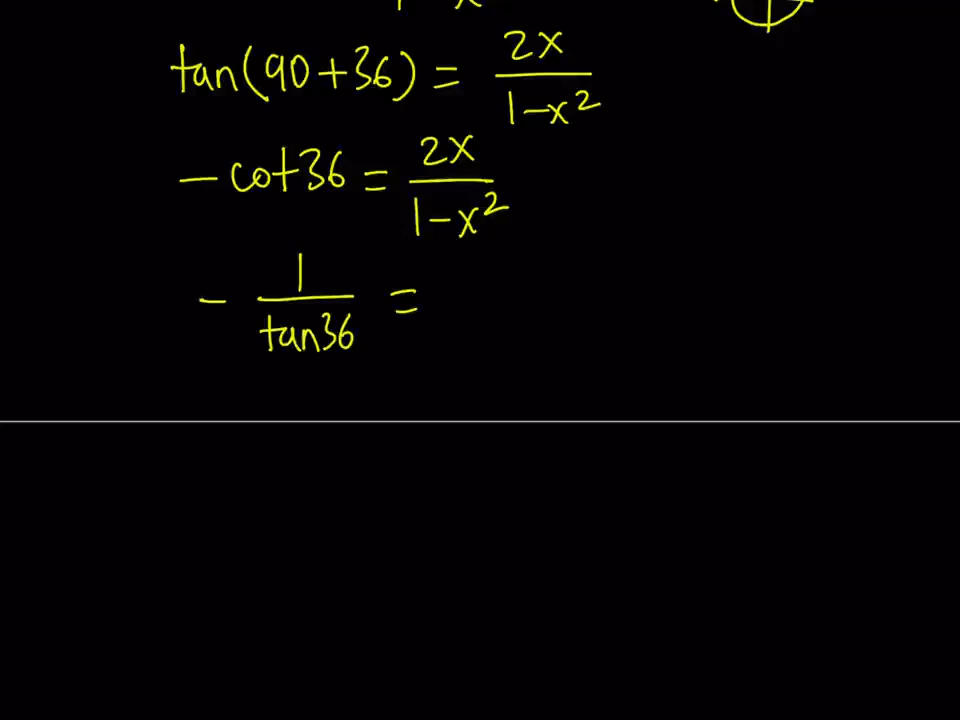 tan(90+36) = 2x / 1-x²
-cot36 = 2x / 1-x²
- 1 / tan36 =